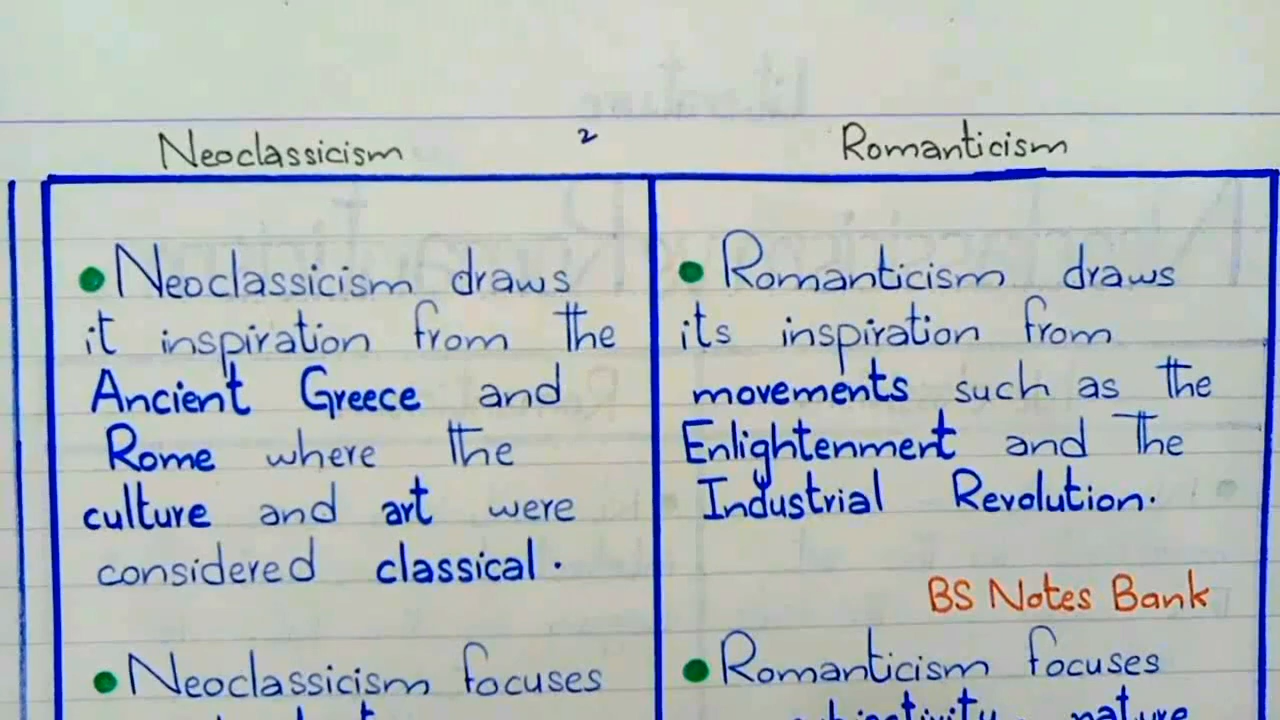 Neoclassicism
2
Romanticism
• Neoclassicism draws
it inspiration from the
Ancient Greece and
Rome where the
culture and art were
considered classical.
• Neoclassicism focuses
• Romanticism draws
its inspiration from
movements such as the
Enlightenment and the
Industrial Revolution.
BS Notes Bank
• Romanticism focuses
subjectivity, nature